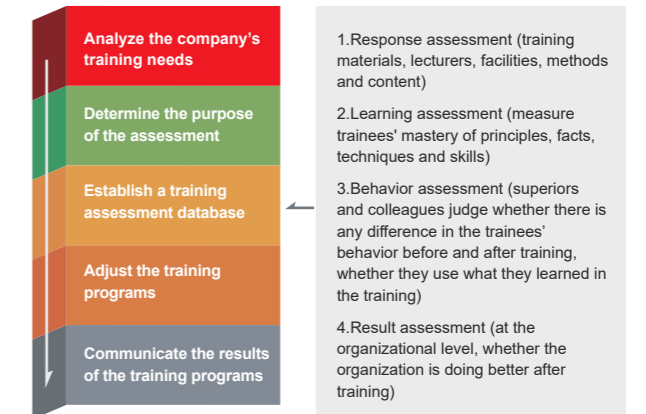 Analyze the company’s
training needs
Determine the purpose
of the assessment
Establish a training
assessment database
Adjust the training
programs
Communicate the results
of the training programs
1.Response assessment (training
materials, lecturers, facilities, methods
and content)
2.Learning assessment (measure
trainees' mastery of principles, facts,
techniques and skills)
3.Behavior assessment (superiors
and colleagues judge whether there is
any difference in the trainees’
behavior before and after training,
whether they use what they learned in
the training)
4.Result assessment (at the
organizational level, whether the
organization is doing better after
training)